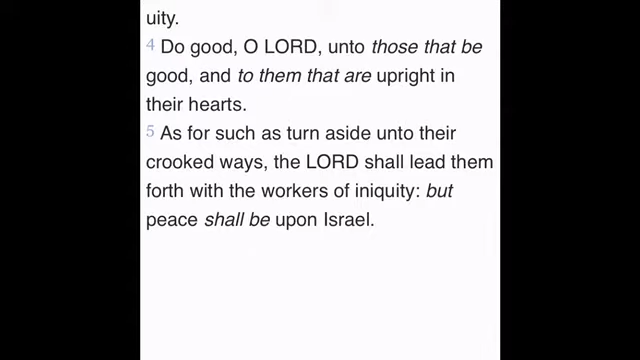 uity.
4 Do good, O LORD, unto those that be
good, and to them that are upright in
their hearts.
5 As for such as turn aside unto their
crooked ways, the LORD shall lead them
forth with the workers of iniquity: but
peace shall be upon Israel.